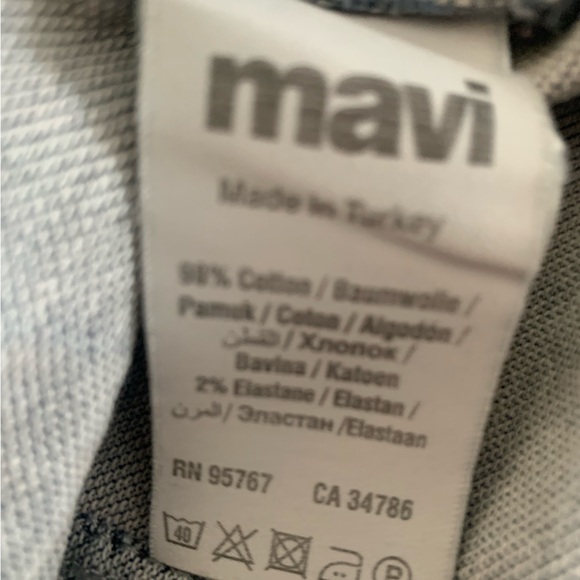 mavi
Made in Turkey
98% Cotton / Baumwolle /
Pamuk / Coton / Algodón /
القطن / Хлопок /
Bavlna / Katoen
2% Elastane / Elastan /
المرن / Эластан /Elastaan
RN 95767 CA 34786
40
P